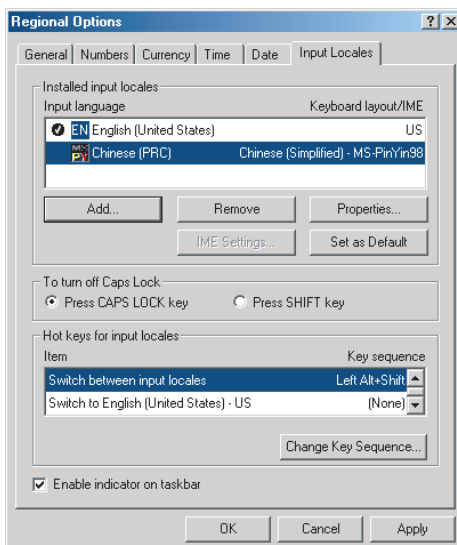 Regional Options
General Numbers Currency Time Date Input Locales
Installed input locales
Input language Keyboard layout/IME
EN English (United States) US
Chinese (PRC) Chinese (Simplified) - MS-PinYin98
Add... Remove Properties...
IME Settings... Set as Default
To turn off Caps Lock
Press CAPS LOCK key Press SHIFT key
Hot keys for input locales
Item Key sequence
Switch between input locales Left Alt+Shift
Switch to English (United States) - US (None)
Change Key Sequence...
Enable indicator on taskbar
OK Cancel Apply